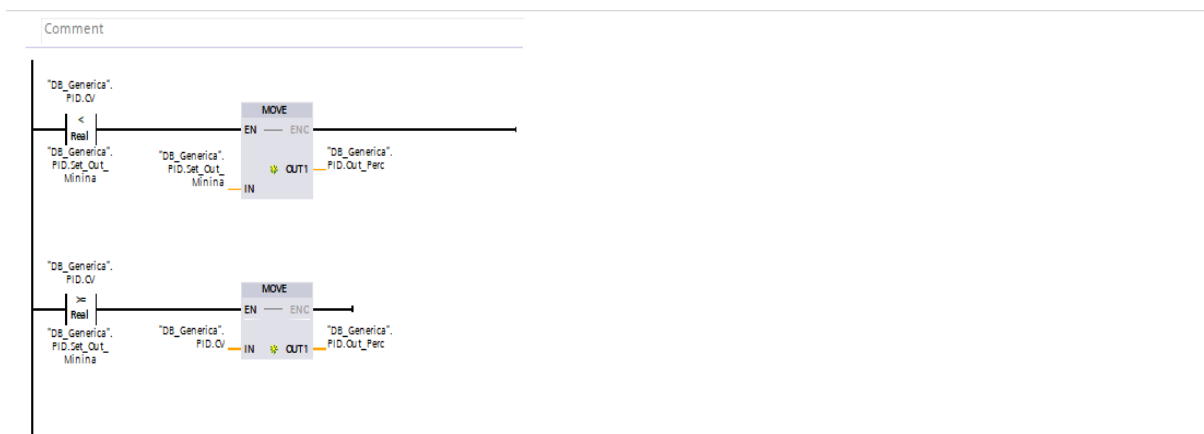 Comment
"DB_Generica".
PID.CV
<
Real
"DB_Generica".
PID.Set_Out_
Minina
MOVE
EN
ENC
"DB_Generica".
PID.Set_Out_
Minina
IN
OUT1
"DB_Generica".
PID.Out_Perc
"DB_Generica".
PID.CV
>=
Real
"DB_Generica".
PID.Set_Out_
Minina
MOVE
EN
ENC
"DB_Generica".
PID.CV
IN
OUT1
"DB_Generica".
PID.Out_Perc